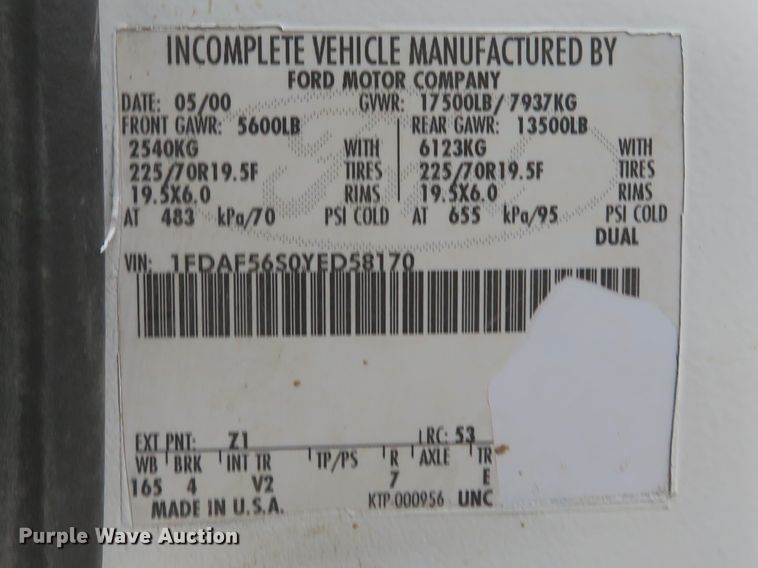 INCOMPLETE VEHICLE MANUFACTURED BY
FORD MOTOR COMPANY
DATE: 05/00 GVWR: 17500LB/ 7937KG
FRONT GAWR: 5600LB REAR GAWR: 13500LB
2540KG WITH 6123KG WITH
225/70R19.5F TIRES 225/70R19.5F TIRES
19.5X6.0 RIMS 19.5X6.0 RIMS
AT 483 kPa/70 PSI COLD AT 655 kPa/95 PSI COLD
DUAL
VIN: 1FDAF56S0YED58170
EXT PNT: Z1 RC: 53
WB BRK INT TR TP/PS R AXLE TR
165 4 V2 7 E
MADE IN U.S.A. KTP-000956 UNC
Purple Wave Auction